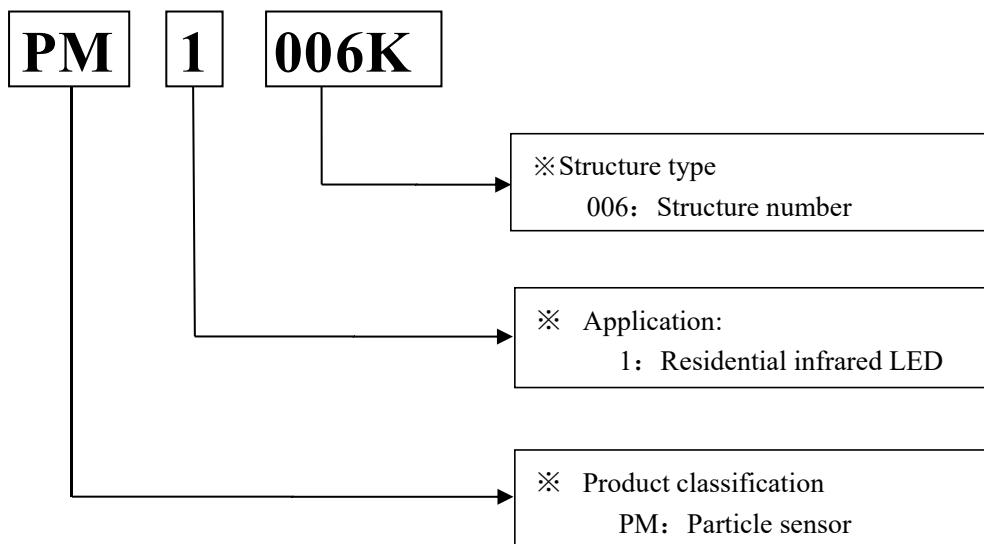 PM 1 006K
※Structure type
006：Structure number
※ Application:
1：Residential infrared LED
※ Product classification
PM：Particle sensor